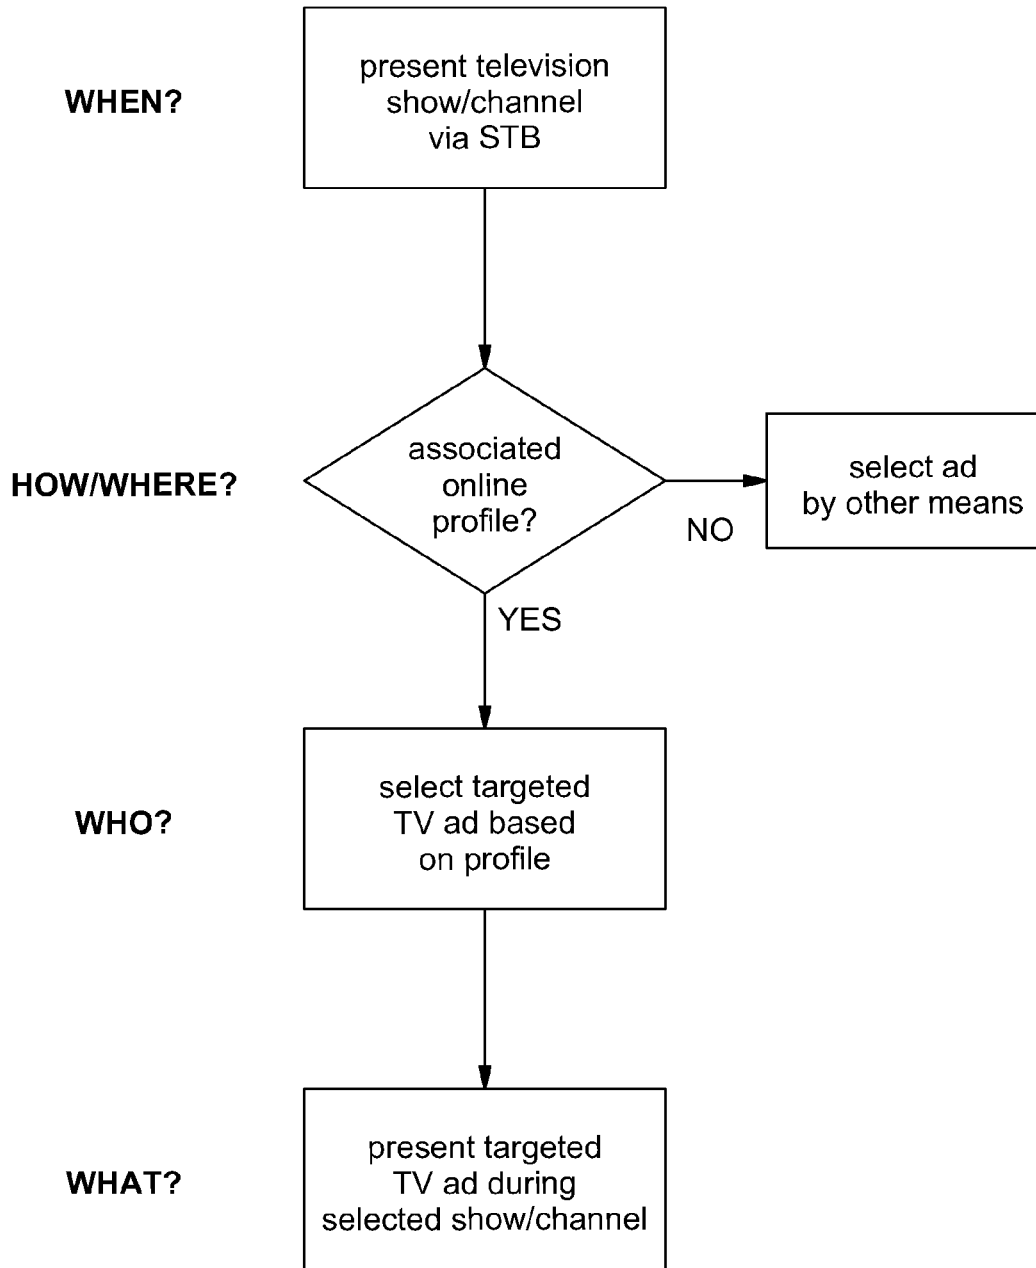 WHEN?
present television
show/channel
via STB
HOW/WHERE?
associated
online
profile?
NO
select ad
by other means
YES
WHO?
select targeted
TV ad based
on profile
WHAT?
present targeted
TV ad during
selected show/channel